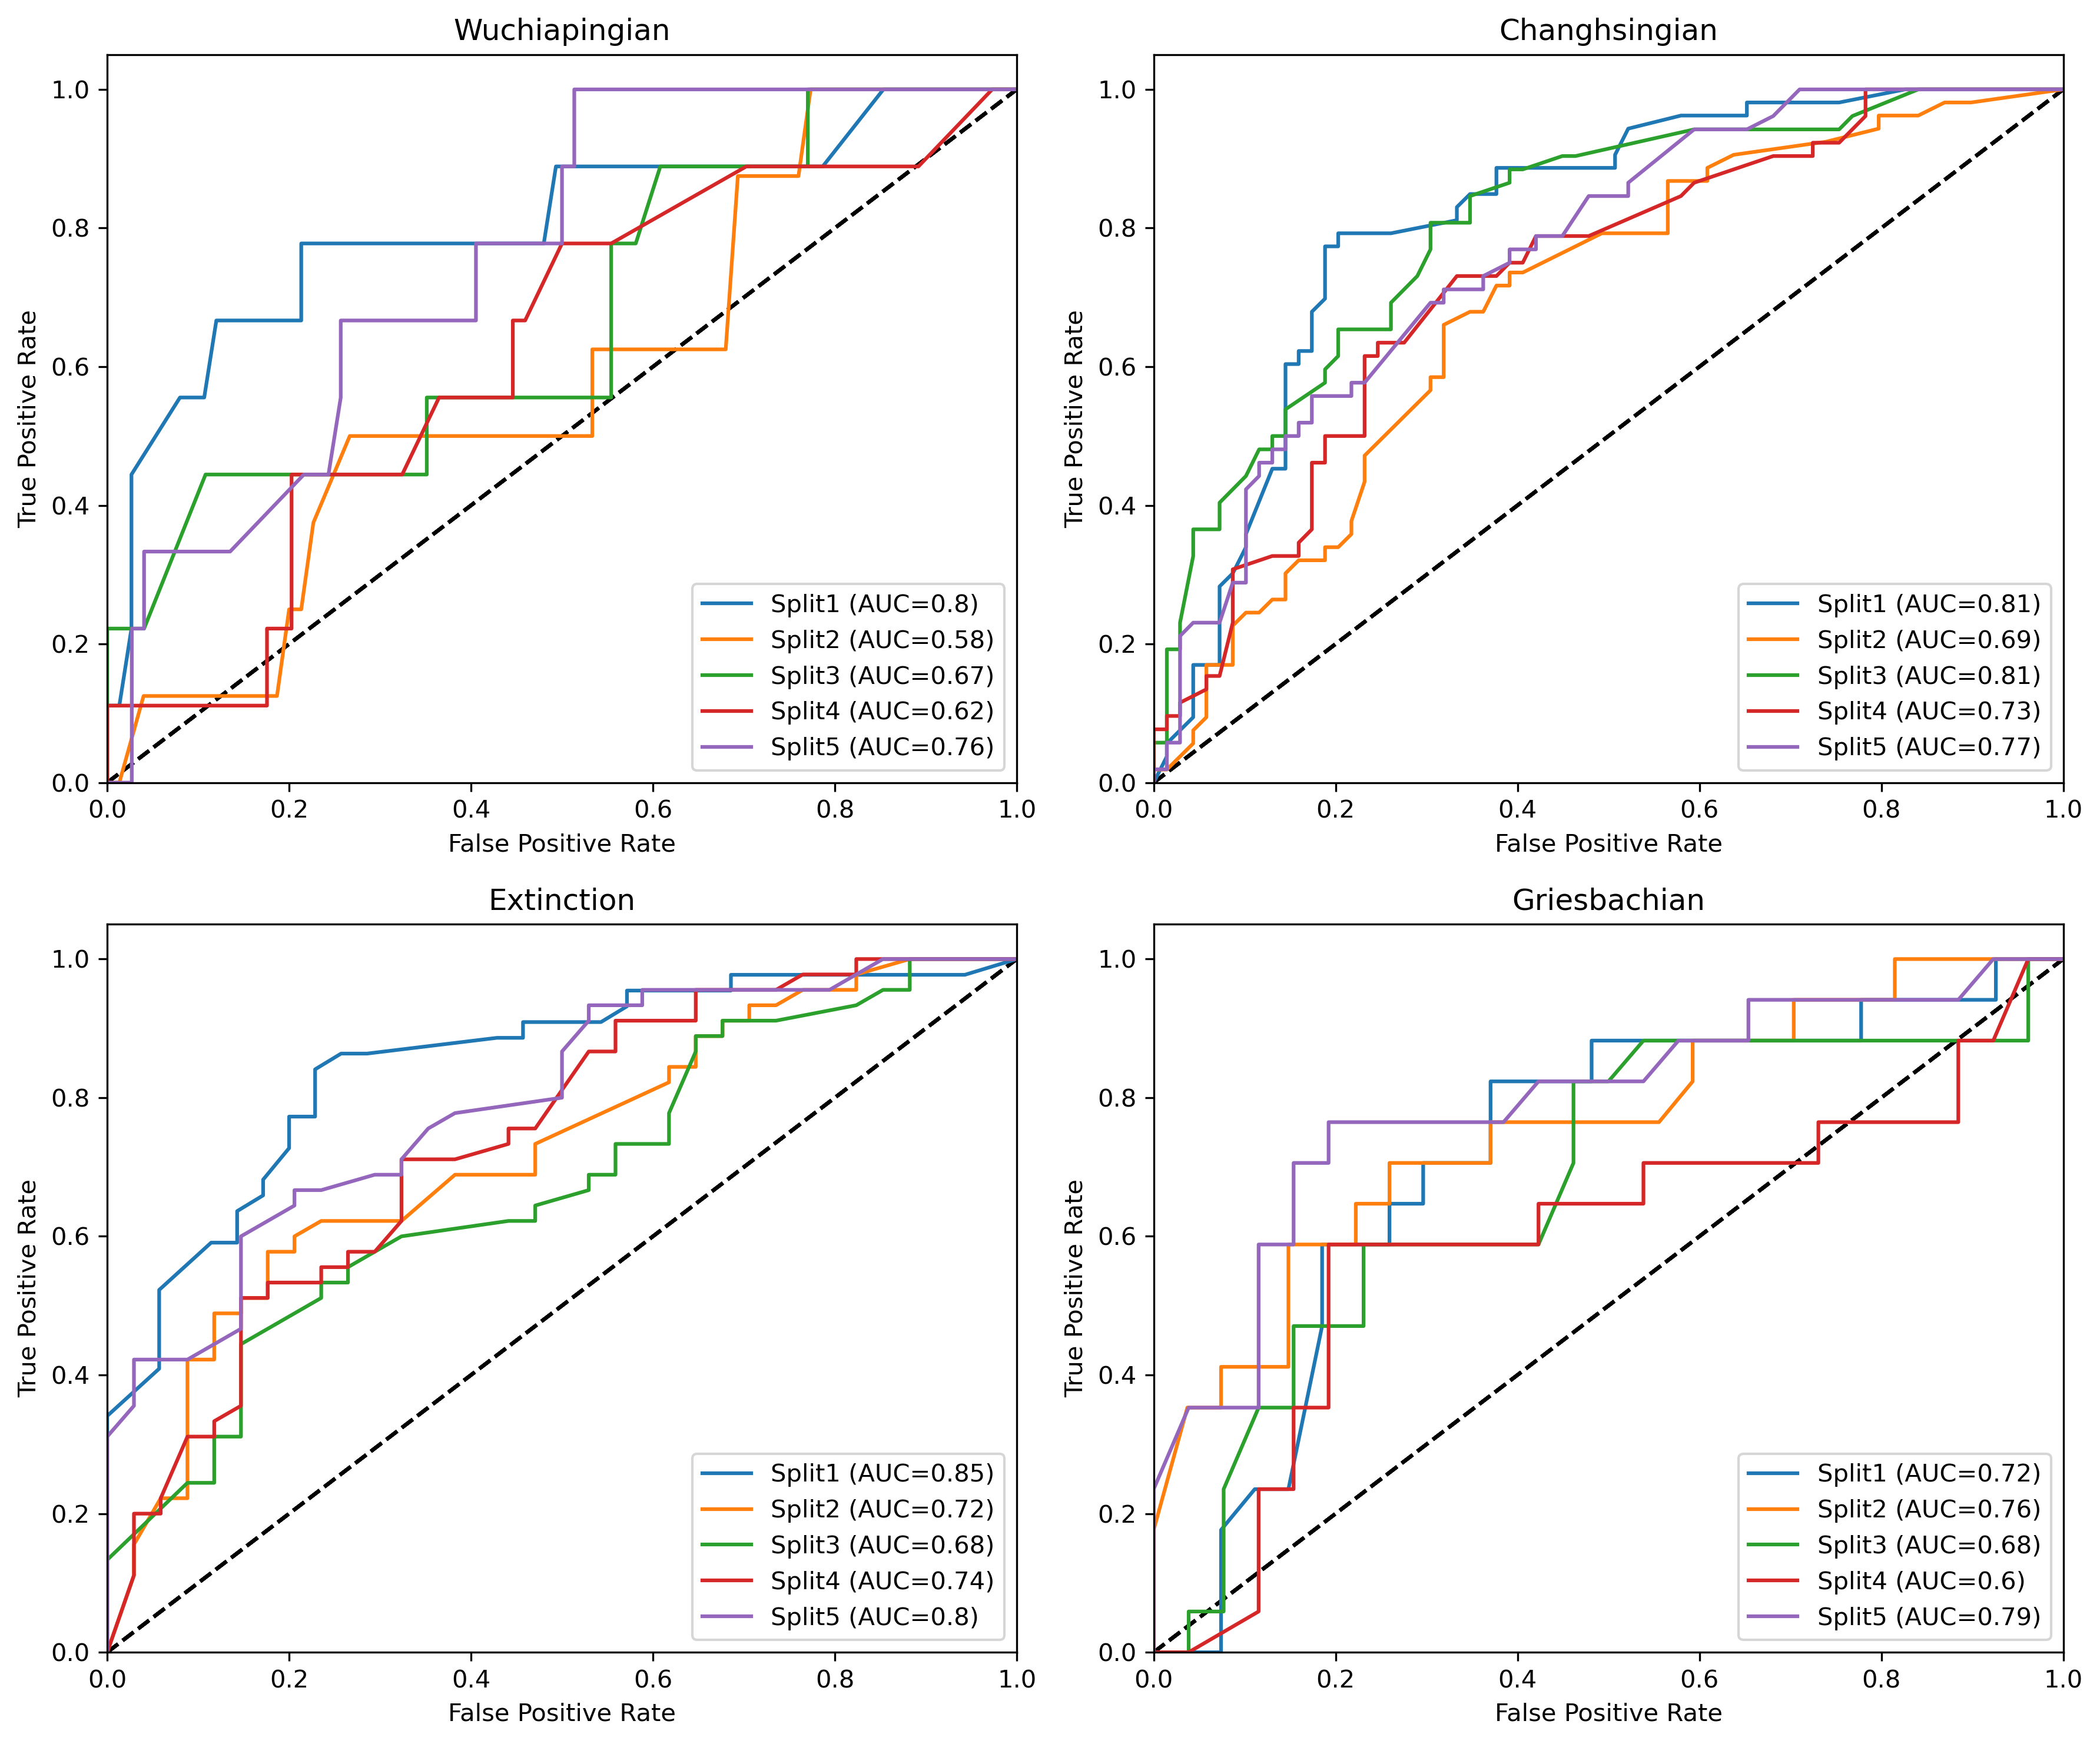 Wuchiapingian
1.0
0.8
0.6
0.4
0.2
0.0
True Positive Rate
0.0 0.2 0.4 0.6 0.8 1.0
False Positive Rate
Split1 (AUC=0.8)
Split2 (AUC=0.58)
Split3 (AUC=0.67)
Split4 (AUC=0.62)
Split5 (AUC=0.76)
Changhsingian
1.0
0.8
0.6
0.4
0.2
0.0
True Positive Rate
0.0 0.2 0.4 0.6 0.8 1.0
False Positive Rate
Split1 (AUC=0.81)
Split2 (AUC=0.69)
Split3 (AUC=0.81)
Split4 (AUC=0.73)
Split5 (AUC=0.77)
Extinction
1.0
0.8
0.6
0.4
0.2
0.0
True Positive Rate
0.0 0.2 0.4 0.6 0.8 1.0
False Positive Rate
Split1 (AUC=0.85)
Split2 (AUC=0.72)
Split3 (AUC=0.68)
Split4 (AUC=0.74)
Split5 (AUC=0.8)
Griesbachian
1.0
0.8
0.6
0.4
0.2
0.0
True Positive Rate
0.0 0.2 0.4 0.6 0.8 1.0
False Positive Rate
Split1 (AUC=0.72)
Split2 (AUC=0.76)
Split3 (AUC=0.68)
Split4 (AUC=0.6)
Split5 (AUC=0.79)